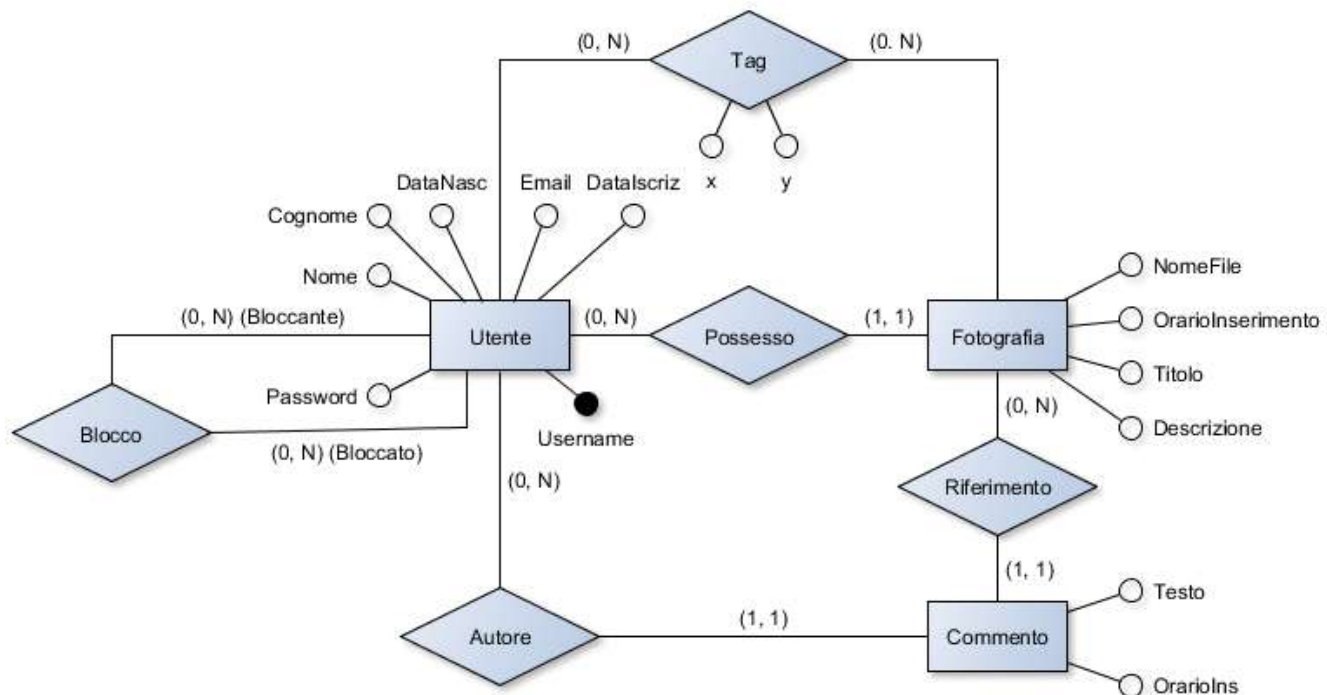 (0, N)
Tag
(0. N)
x
y
DataNasc
Email
DataIscriz
Cognome
Nome
NomeFile
OrarioInserimento
Titolo
Descrizione
(0, N) (Bloccante)
Utente
(0, N)
Possesso
(1, 1)
Fotografia
Password
Username
Blocco
(0, N) (Bloccato)
(0, N)
(0, N)
Riferimento
(1, 1)
Autore
(1, 1)
Commento
Testo
OrarioIns